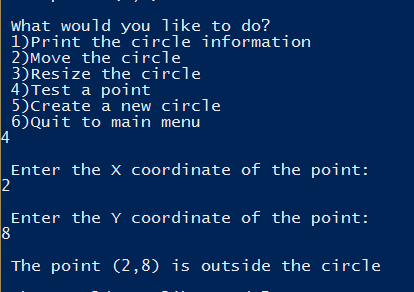 What would you like to do?
1)Print the circle information
2)Move the circle
3)Resize the circle
4)Test a point
5)Create a new circle
6)Quit to main menu
4
Enter the X coordinate of the point:
2
Enter the Y coordinate of the point:
8
The point (2,8) is outside the circle